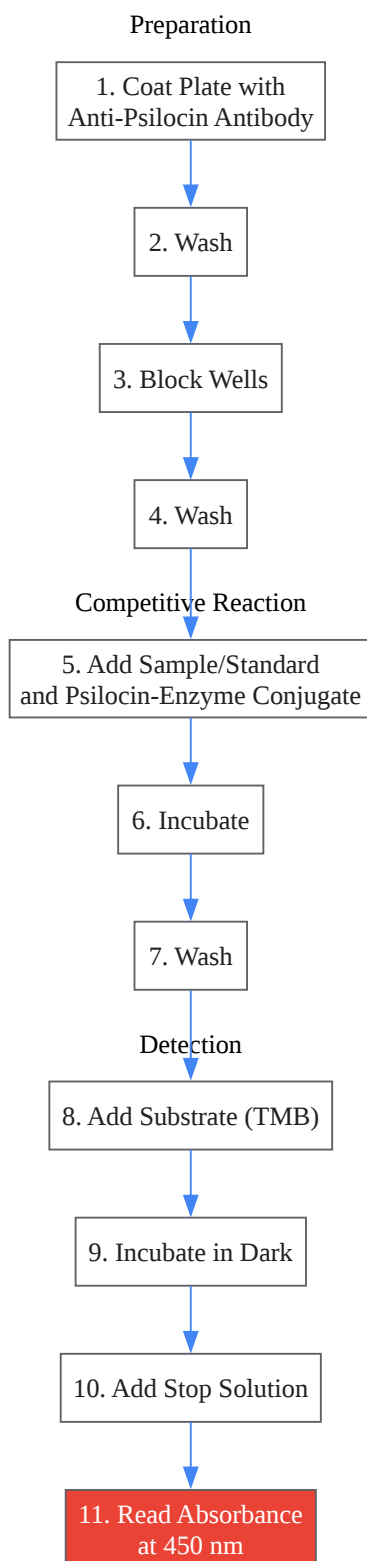 Preparation
1. Coat Plate with
Anti-Psilocin Antibody
2. Wash
3. Block Wells
4. Wash
Competitive Reaction
5. Add Sample/Standard
and Psilocin-Enzyme Conjugate
6. Incubate
7. Wash
Detection
8. Add Substrate (TMB)
9. Incubate in Dark
10. Add Stop Solution
11. Read Absorbance
at 450 nm